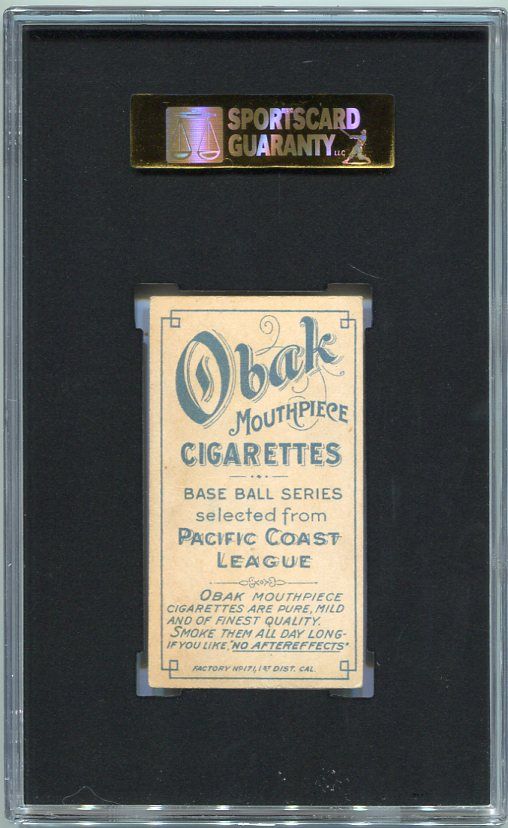 SPORTSCARD
GUARANTY LLC
Obak
MOUTHPIECE
CIGARETTES
BASE BALL SERIES
selected from
PACIFIC COAST
LEAGUE
OBAK MOUTHPIECE
CIGARETTES ARE PURE, MILD
AND OF FINEST QUALITY.
SMOKE THEM ALL DAY LONG-
IF YOU LIKE, "NO AFTEREFFECTS"
FACTORY NO 171, 1ST DIST. CAL.